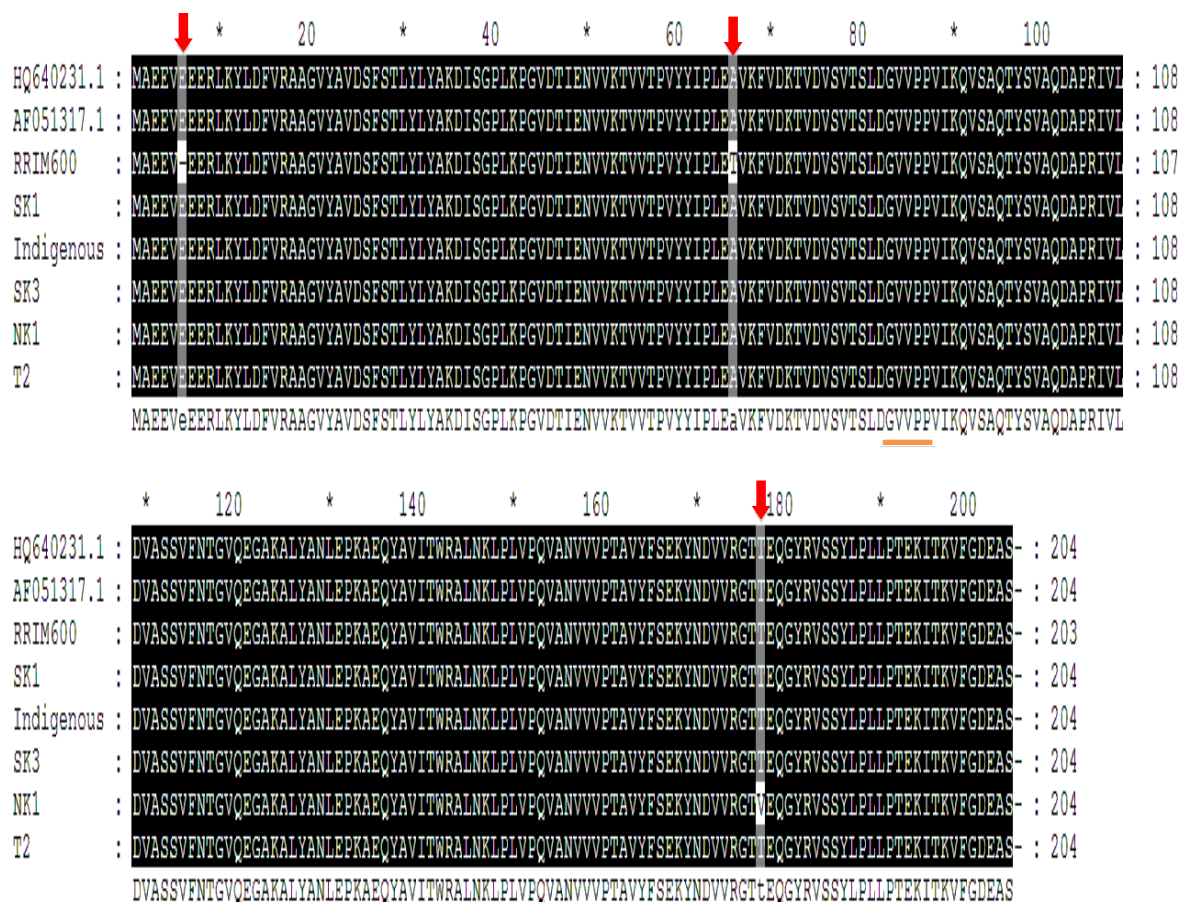 * 20 * 40 * 60 * 80 * 100
HQ640231.1 : MAEEVEEERLKYLDFVRAAGVYAVDSFSTLYLYAKDISGPLKPGVDTIENVVKTVVTPVYYIPLEAVKFVDKTVDVSVTSLDGVVPPVIKQVSAQTYSVAQDAPRIVL : 108
AF051317.1 : MAEEVEEERLKYLDFVRAAGVYAVDSFSTLYLYAKDISGPLKPGVDTIENVVKTVVTPVYYIPLEAVKFVDKTVDVSVTSLDGVVPPVIKQVSAQTYSVAQDAPRIVL : 108
RRIM600 : MAEEV-EERLKYLDFVRAAGVYAVDSFSTLYLYAKDISGPLKPGVDTIENVVKTVVTPVYYIPLETVKFVDKTVDVSVTSLDGVVPPVIKQVSAQTYSVAQDAPRIVL : 107
SK1 : MAEEVEEERLKYLDFVRAAGVYAVDSFSTLYLYAKDISGPLKPGVDTIENVVKTVVTPVYYIPLEAVKFVDKTVDVSVTSLDGVVPPVIKQVSAQTYSVAQDAPRIVL : 108
Indigenous : MAEEVEEERLKYLDFVRAAGVYAVDSFSTLYLYAKDISGPLKPGVDTIENVVKTVVTPVYYIPLEAVKFVDKTVDVSVTSLDGVVPPVIKQVSAQTYSVAQDAPRIVL : 108
SK3 : MAEEVEEERLKYLDFVRAAGVYAVDSFSTLYLYAKDISGPLKPGVDTIENVVKTVVTPVYYIPLEAVKFVDKTVDVSVTSLDGVVPPVIKQVSAQTYSVAQDAPRIVL : 108
NK1 : MAEEVEEERLKYLDFVRAAGVYAVDSFSTLYLYAKDISGPLKPGVDTIENVVKTVVTPVYYIPLEAVKFVDKTVDVSVTSLDGVVPPVIKQVSAQTYSVAQDAPRIVL : 108
T2 : MAEEVEEERLKYLDFVRAAGVYAVDSFSTLYLYAKDISGPLKPGVDTIENVVKTVVTPVYYIPLEAVKFVDKTVDVSVTSLDGVVPPVIKQVSAQTYSVAQDAPRIVL : 108
MAEEVeEERLKYLDFVRAAGVYAVDSFSTLYLYAKDISGPLKPGVDTIENVVKTVVTPVYYIPLEaVKFVDKTVDVSVTSLDGVVPPVIKQVSAQTYSVAQDAPRIVL
* 120 * 140 * 160 * 180 * 200
HQ640231.1 : DVASSVFNTGVQEGAKALYANLEPKAEQYAVITWRALNKLPLVPQVANVVVPTAVYFSEKYNDVVRGTTEQGYRVSSYLPLLPTEKITKVFGDEAS- : 204
AF051317.1 : DVASSVFNTGVQEGAKALYANLEPKAEQYAVITWRALNKLPLVPQVANVVVPTAVYFSEKYNDVVRGTTEQGYRVSSYLPLLPTEKITKVFGDEAS- : 204
RRIM600 : DVASSVFNTGVQEGAKALYANLEPKAEQYAVITWRALNKLPLVPQVANVVVPTAVYFSEKYNDVVRGTTEQGYRVSSYLPLLPTEKITKVFGDEAS- : 203
SK1 : DVASSVFNTGVQEGAKALYANLEPKAEQYAVITWRALNKLPLVPQVANVVVPTAVYFSEKYNDVVRGTTEQGYRVSSYLPLLPTEKITKVFGDEAS- : 204
Indigenous : DVASSVFNTGVQEGAKALYANLEPKAEQYAVITWRALNKLPLVPQVANVVVPTAVYFSEKYNDVVRGTTEQGYRVSSYLPLLPTEKITKVFGDEAS- : 204
SK3 : DVASSVFNTGVQEGAKALYANLEPKAEQYAVITWRALNKLPLVPQVANVVVPTAVYFSEKYNDVVRGTTEQGYRVSSYLPLLPTEKITKVFGDEAS- : 204
NK1 : DVASSVFNTGVQEGAKALYANLEPKAEQYAVITWRALNKLPLVPQVANVVVPTAVYFSEKYNDVVRGTVEQGYRVSSYLPLLPTEKITKVFGDEAS- : 204
T2 : DVASSVFNTGVQEGAKALYANLEPKAEQYAVITWRALNKLPLVPQVANVVVPTAVYFSEKYNDVVRGTTEQGYRVSSYLPLLPTEKITKVFGDEAS- : 204
DVASSVFNTGVQEGAKALYANLEPKAEQYAVITWRALNKLPLVPQVANVVVPTAVYFSEKYNDVVRGTtEQGYRVSSYLPLLPTEKITKVFGDEAS